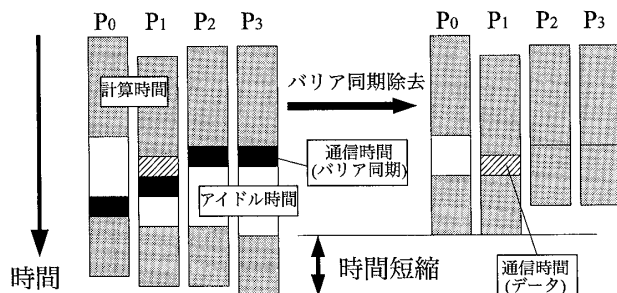 P0 P1 P2 P3
計算時間
バリア同期除去
通信時間
(バリア同期)
アイドル時間
時間
P0 P1 P2 P3
時間短縮
通信時間
(データ)